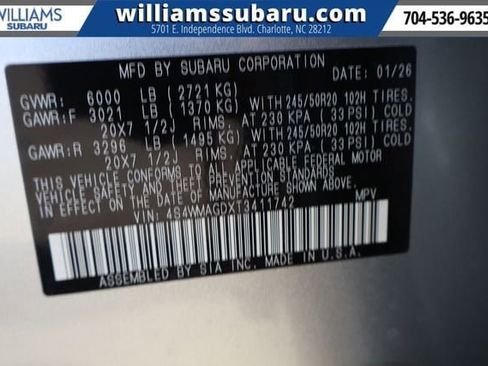 WILLIAMS
SUBARU
williamssubaru.com
5701 E. Independence Blvd. Charlotte, NC 28212
704-536-9635
MFD BY SUBARU CORPORATION
DATE: 01/26
GVWR: 6000 LB (2721 KG)
GAWR:F 3021 LB (1370 KG) WITH 245/50R20 102H TIRES.
20X7 1/2J RIMS. AT 230 KPA (33 PSI) COLD
GAWR:R 3296 LB (1495 KG) WITH 245/50R20 102H TIRES.
20X7 1/2J RIMS. AT 230 KPA (33 PSI) COLD
THIS VEHICLE CONFORMS TO ALL APPLICABLE FEDERAL MOTOR
VEHICLE SAFETY STANDARDS IN EFFECT ON THE DATE OF
MANUFACTURE SHOWN ABOVE.
VIN: 4S4WMAGDXT3411742
MPV
ASSEMBLED BY SIA INC. MADE IN U.S.A.